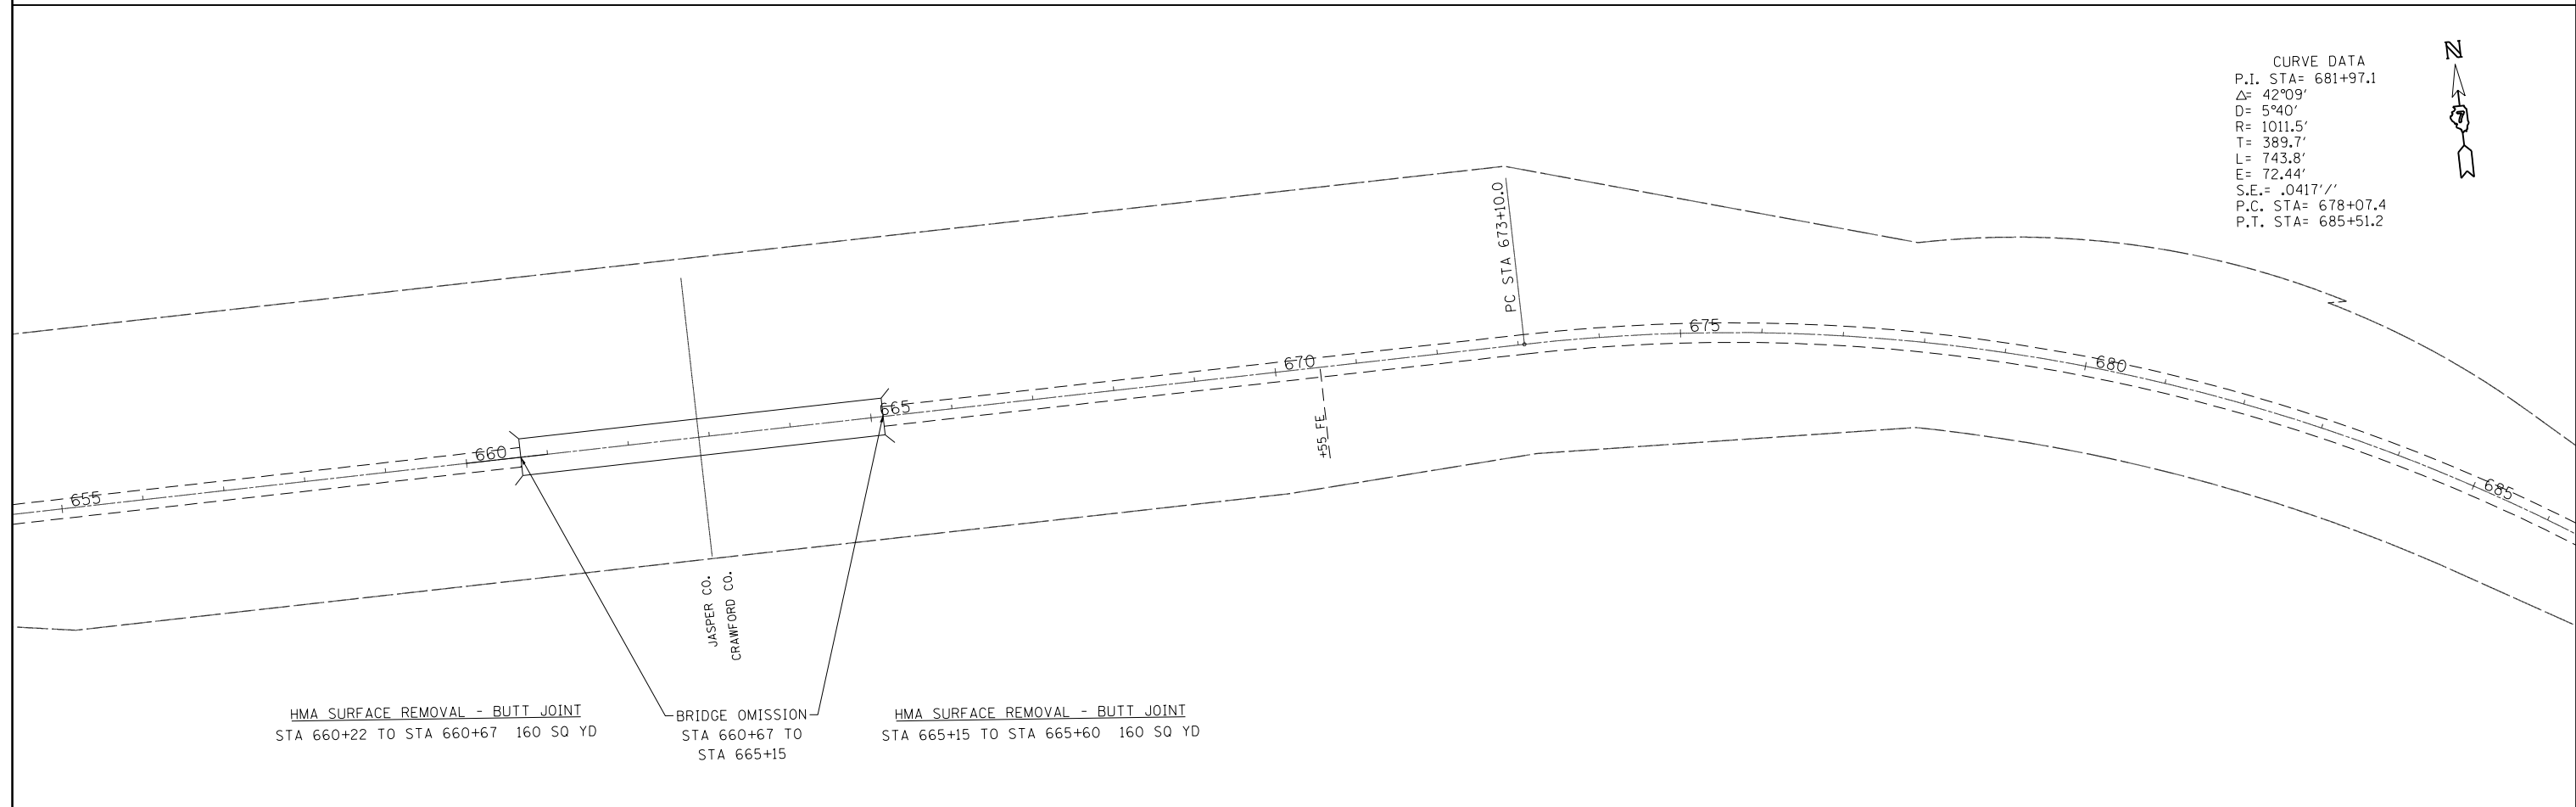 CURVE DATA
P.I. STA= 681+97.1
Δ= 42°09'
D= 5°40'
R= 1011.5'
T= 389.7'
L= 743.8'
E= 72.44'
S.E.= .0417'/'
P.C. STA= 678+07.4
P.T. STA= 685+51.2
N
7
PC STA 673+10.0
655
660
665
670
675
680
685
+55 FE
JASPER CO.
CRAWFORD CO.
HMA SURFACE REMOVAL - BUTT JOINT
STA 660+22 TO STA 660+67 160 SQ YD
BRIDGE OMISSION
STA 660+67 TO
STA 665+15
HMA SURFACE REMOVAL - BUTT JOINT
STA 665+15 TO STA 665+60 160 SQ YD